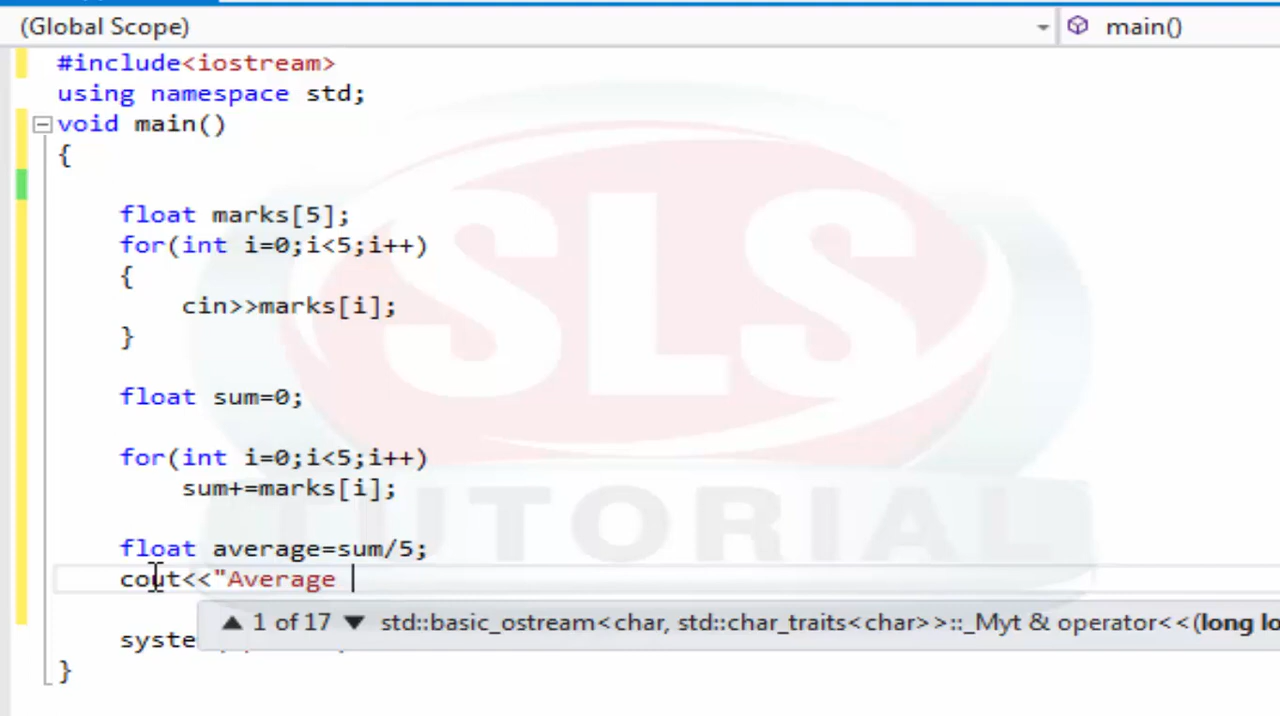 (Global Scope) main()
#include<iostream>
using namespace std;
void main()
{
float marks[5];
for(int i=0;i<5;i++)
{
cin>>marks[i];
}
float sum=0;
for(int i=0;i<5;i++)
sum+=marks[i];
float average=sum/5;
cout<<"Average
1 of 17 std::basic_ostream<char, std::char_traits<char>>::_Myt & operator<<(long lo
syste
}
SLS
TUTORIAL